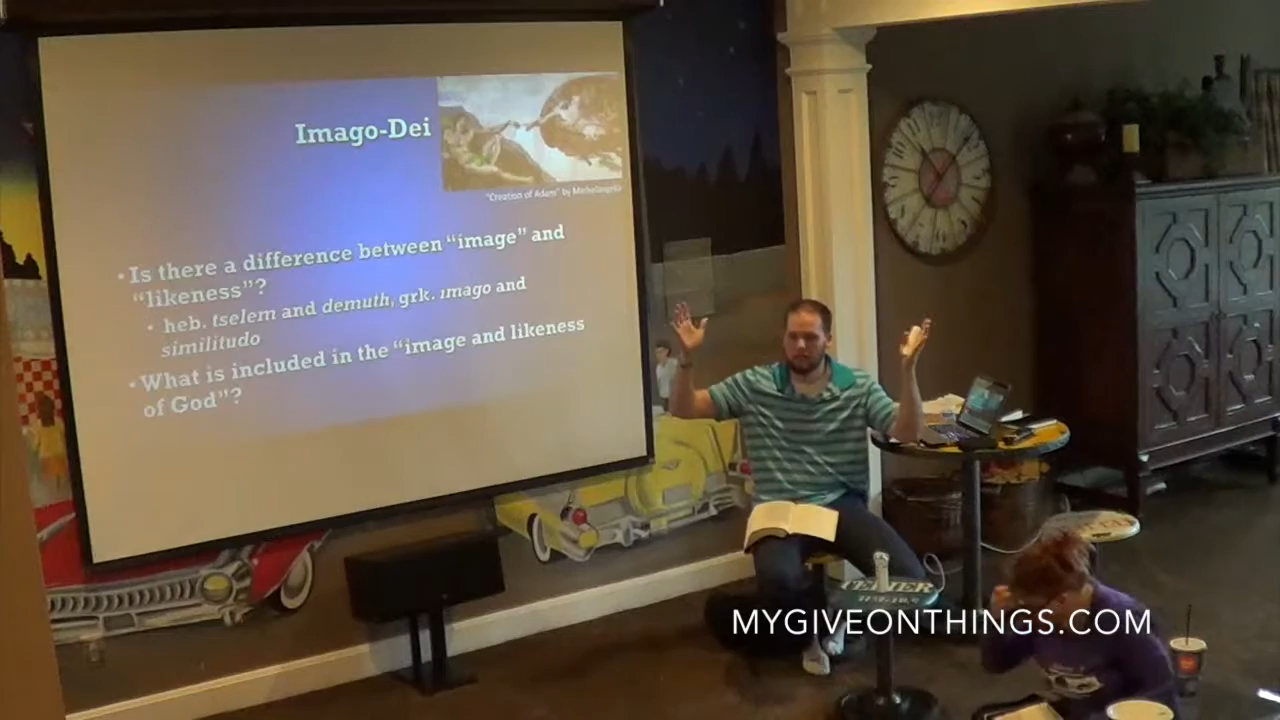 Imago-Dei
"Creation of Adam" by Michelangelo
• Is there a difference between "image" and
"likeness"?
• heb. tselem and demuth, grk. imago and
similitudo
• What is included in the "image and likeness
of God"?
MYGIVEONTHINGS.COM